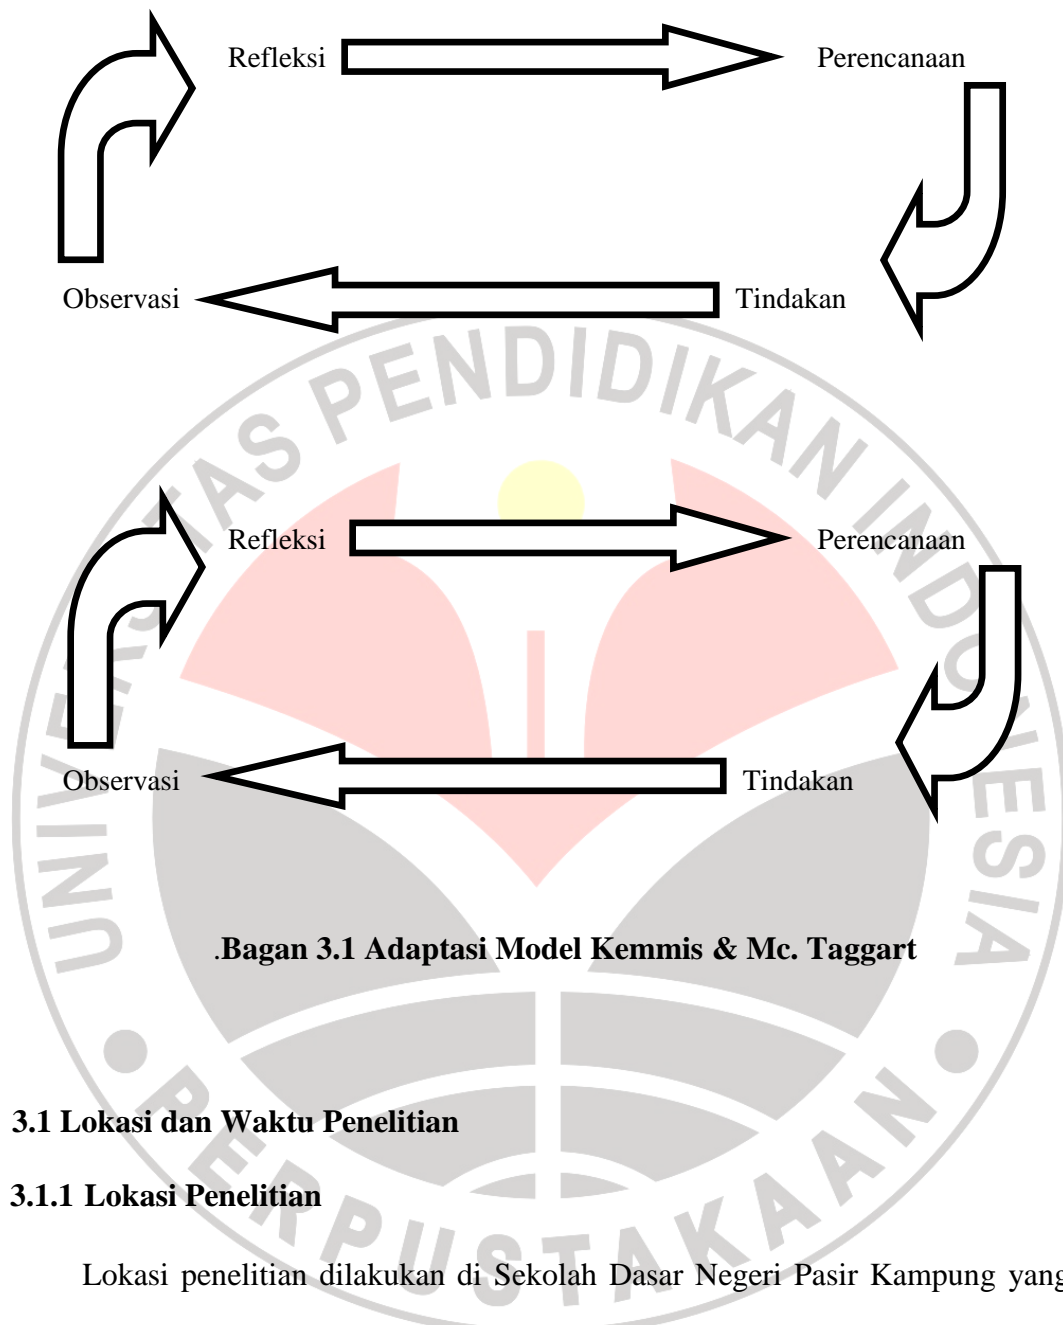 Refleksi Perencanaan
Observasi Tindakan
Refleksi Perencanaan
Observasi Tindakan
.Bagan 3.1 Adaptasi Model Kemmis & Mc. Taggart
3.1 Lokasi dan Waktu Penelitian
3.1.1 Lokasi Penelitian
Lokasi penelitian dilakukan di Sekolah Dasar Negeri Pasir Kampung yang
UNIVERSITAS PENDIDIKAN INDONESIA
PERPUSTAKAAN